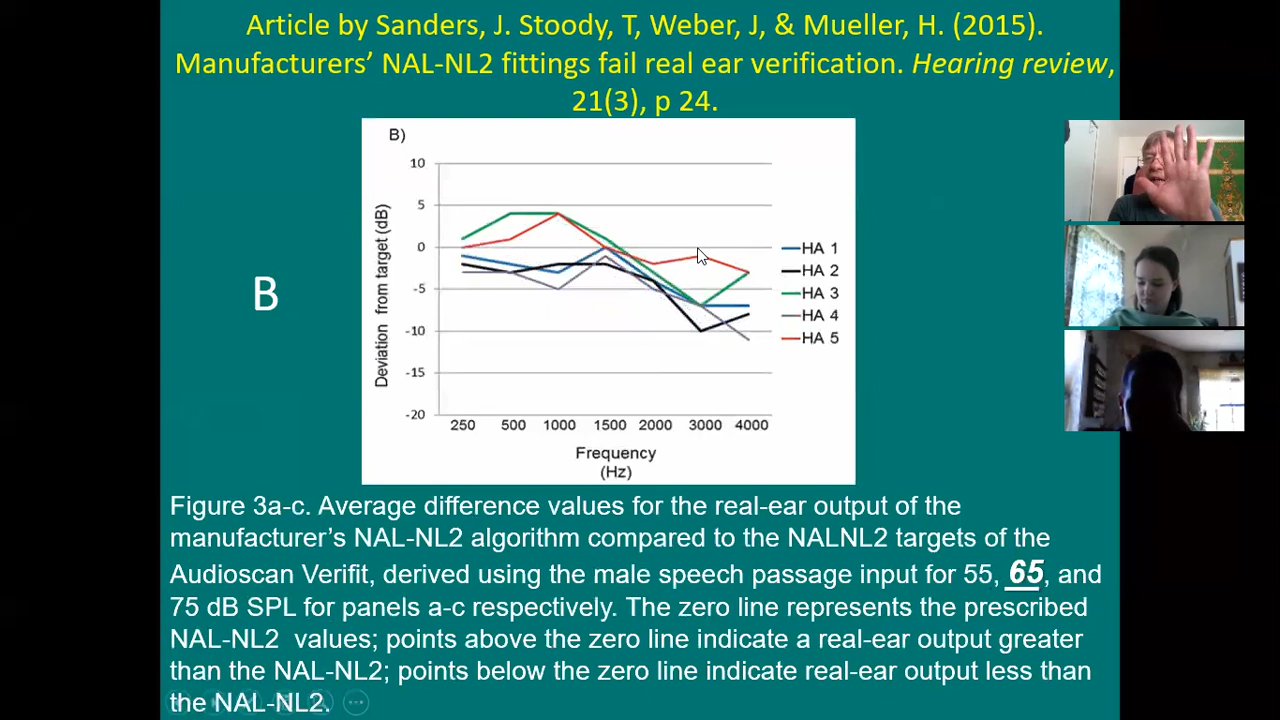 Article by Sanders, J. Stoody, T, Weber, J, & Mueller, H. (2015).
Manufacturers’ NAL-NL2 fittings fail real ear verification. Hearing review,
21(3), p 24.
B)
10
5
0
-5
-10
-15
-20
Deviation from target (dB)
250 500 1000 1500 2000 3000 4000
Frequency
(Hz)
HA 1
HA 2
HA 3
HA 4
HA 5
B
Figure 3a-c. Average difference values for the real-ear output of the
manufacturer’s NAL-NL2 algorithm compared to the NALNL2 targets of the
Audioscan Verifit, derived using the male speech passage input for 55, 65, and
75 dB SPL for panels a-c respectively. The zero line represents the prescribed
NAL-NL2 values; points above the zero line indicate a real-ear output greater
than the NAL-NL2; points below the zero line indicate real-ear output less than
the NAL-NL2.